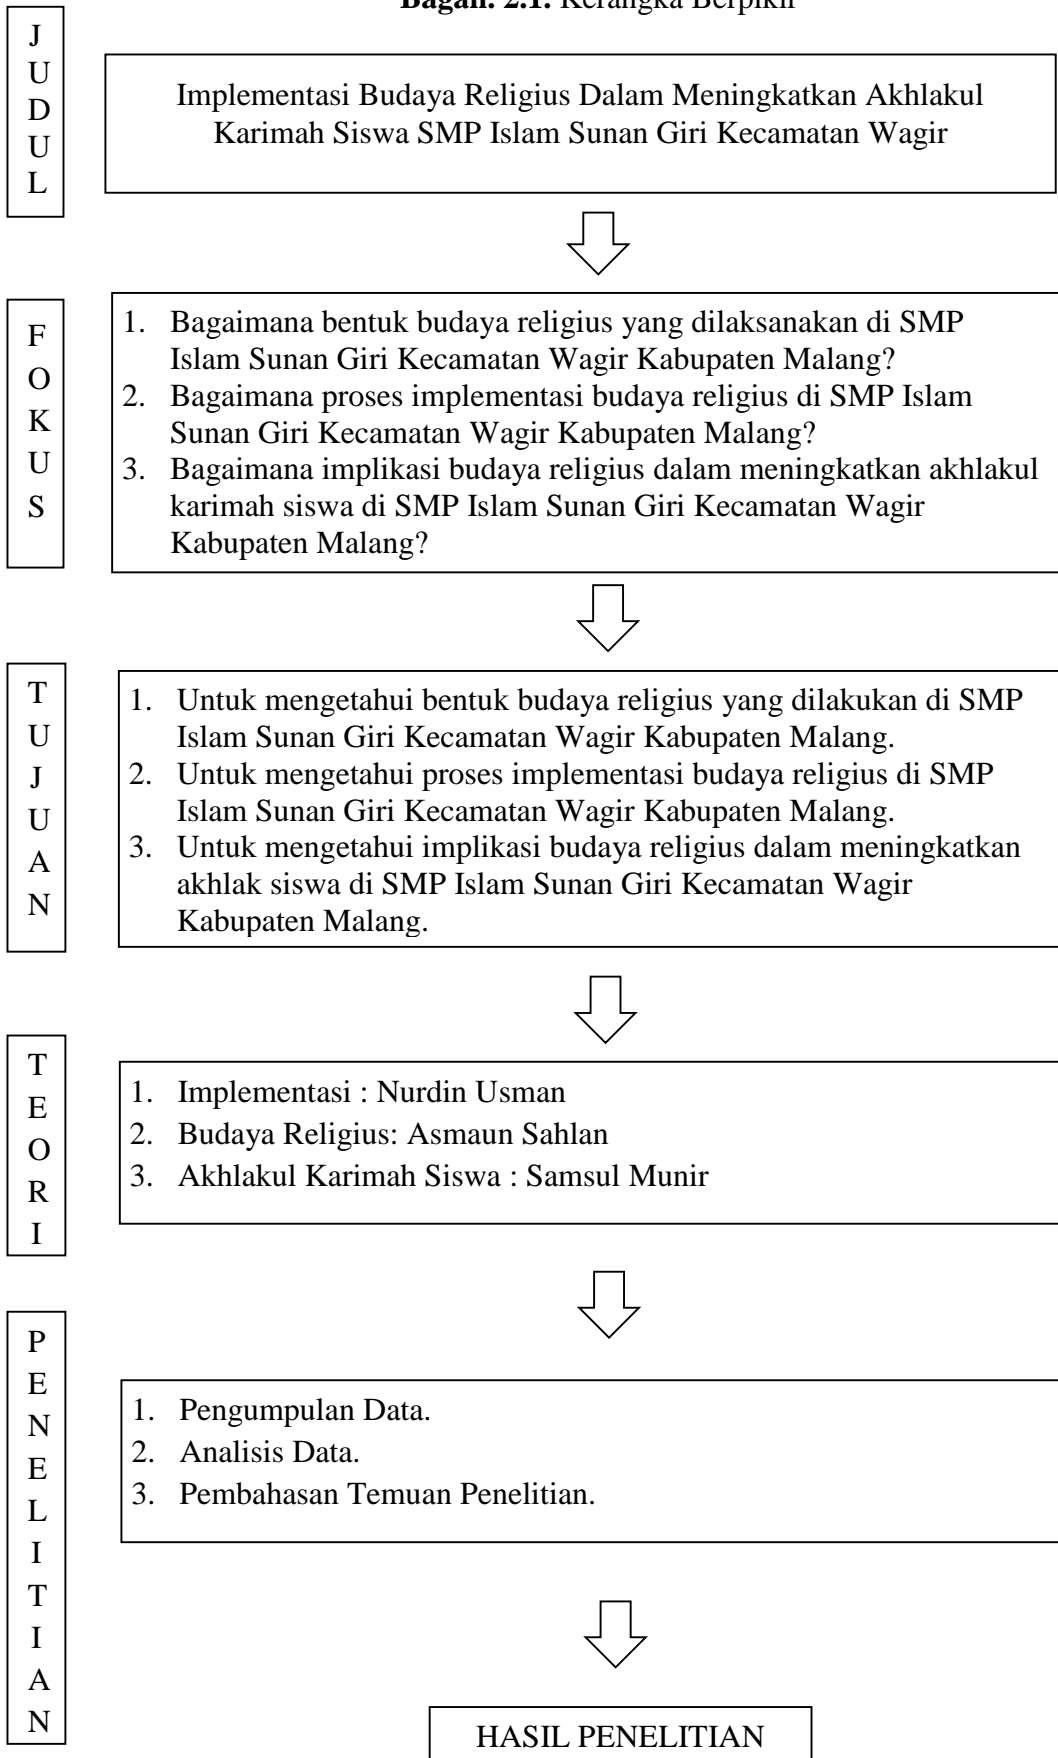 Bagan. 2.1. Kerangka Berpikir
JUDUL
Implementasi Budaya Religius Dalam Meningkatkan Akhlakul
Karimah Siswa SMP Islam Sunan Giri Kecamatan Wagir
FOKUS
1. Bagaimana bentuk budaya religius yang dilaksanakan di SMP
Islam Sunan Giri Kecamatan Wagir Kabupaten Malang?
2. Bagaimana proses implementasi budaya religius di SMP Islam
Sunan Giri Kecamatan Wagir Kabupaten Malang?
3. Bagaimana implikasi budaya religius dalam meningkatkan akhlakul
karimah siswa di SMP Islam Sunan Giri Kecamatan Wagir
Kabupaten Malang?
TUJUAN
1. Untuk mengetahui bentuk budaya religius yang dilakukan di SMP
Islam Sunan Giri Kecamatan Wagir Kabupaten Malang.
2. Untuk mengetahui proses implementasi budaya religius di SMP
Islam Sunan Giri Kecamatan Wagir Kabupaten Malang.
3. Untuk mengetahui implikasi budaya religius dalam meningkatkan
akhlak siswa di SMP Islam Sunan Giri Kecamatan Wagir
Kabupaten Malang.
TEORI
1. Implementasi : Nurdin Usman
2. Budaya Religius: Asmaun Sahlan
3. Akhlakul Karimah Siswa : Samsul Munir
PENELITIAN
1. Pengumpulan Data.
2. Analisis Data.
3. Pembahasan Temuan Penelitian.
HASIL PENELITIAN